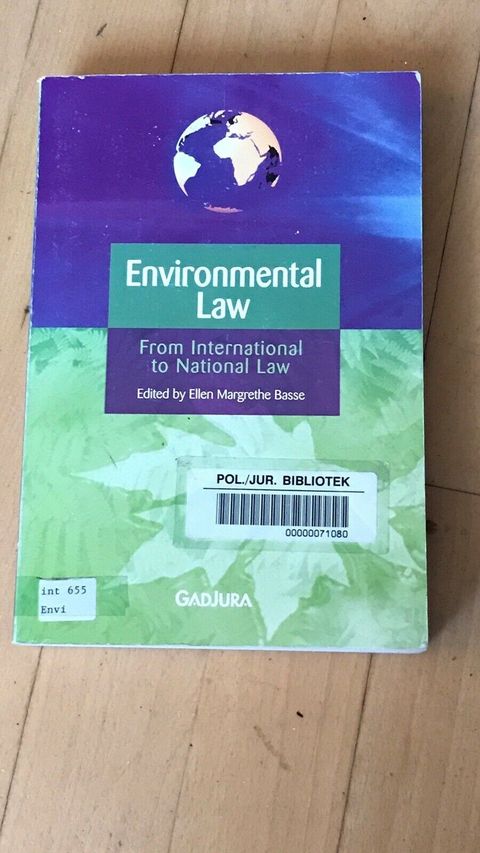 Environmental
Law
From International
to National Law
Edited by Ellen Margrethe Basse
POL./JUR. BIBLIOTEK
00000071080
int 655
Envi
GADJURA